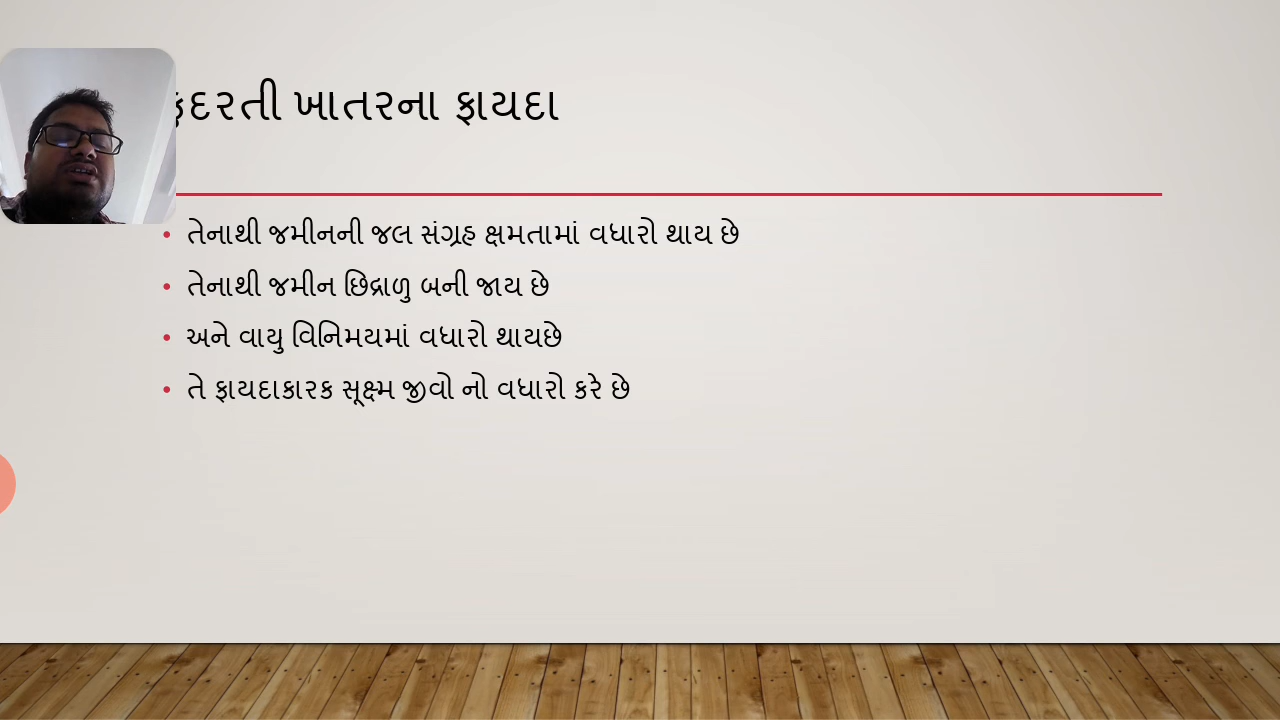 કુદરતી ખાતરના ફાયદા
તેનાથી જમીનની જલ સંગ્રહ ક્ષમતામાં વધારો થાય છે
તેનાથી જમીન છિદ્રાળુ બની જાય છે
અને વાયુ વિનિમયમાં વધારો થાયછે
તે ફાયદાકારક સૂક્ષ્મ જીવો નો વધારો કરે છે